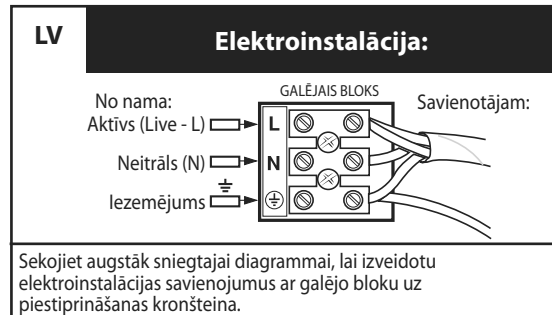 LV
Elektroinstalācija:
GALĒJAIS BLOKS
No nama:
Savienotājam:
Aktīvs (Live - L)
L
Neitrāls (N)
N
Iezemējums
Sekojiet augstāk sniegtajai diagrammai, lai izveidotu
elektroinstalācijas savienojumus ar galējo bloku uz
piestiprināšanas kronšteina.